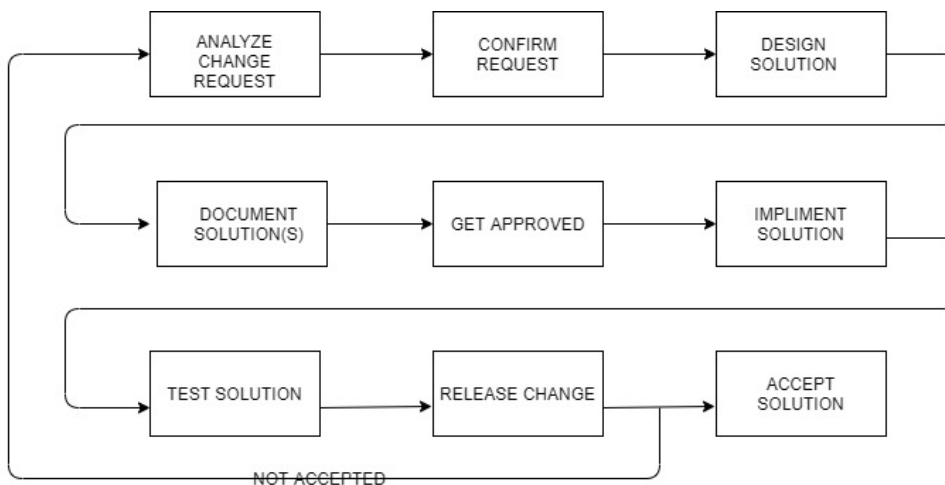 ANALYZE
CHANGE
REQUEST
CONFIRM
REQUEST
DESIGN
SOLUTION
DOCUMENT
SOLUTION(S)
GET APPROVED
IMPLIMENT
SOLUTION
TEST SOLUTION
RELEASE CHANGE
ACCEPT
SOLUTION
NOT ACCEPTED